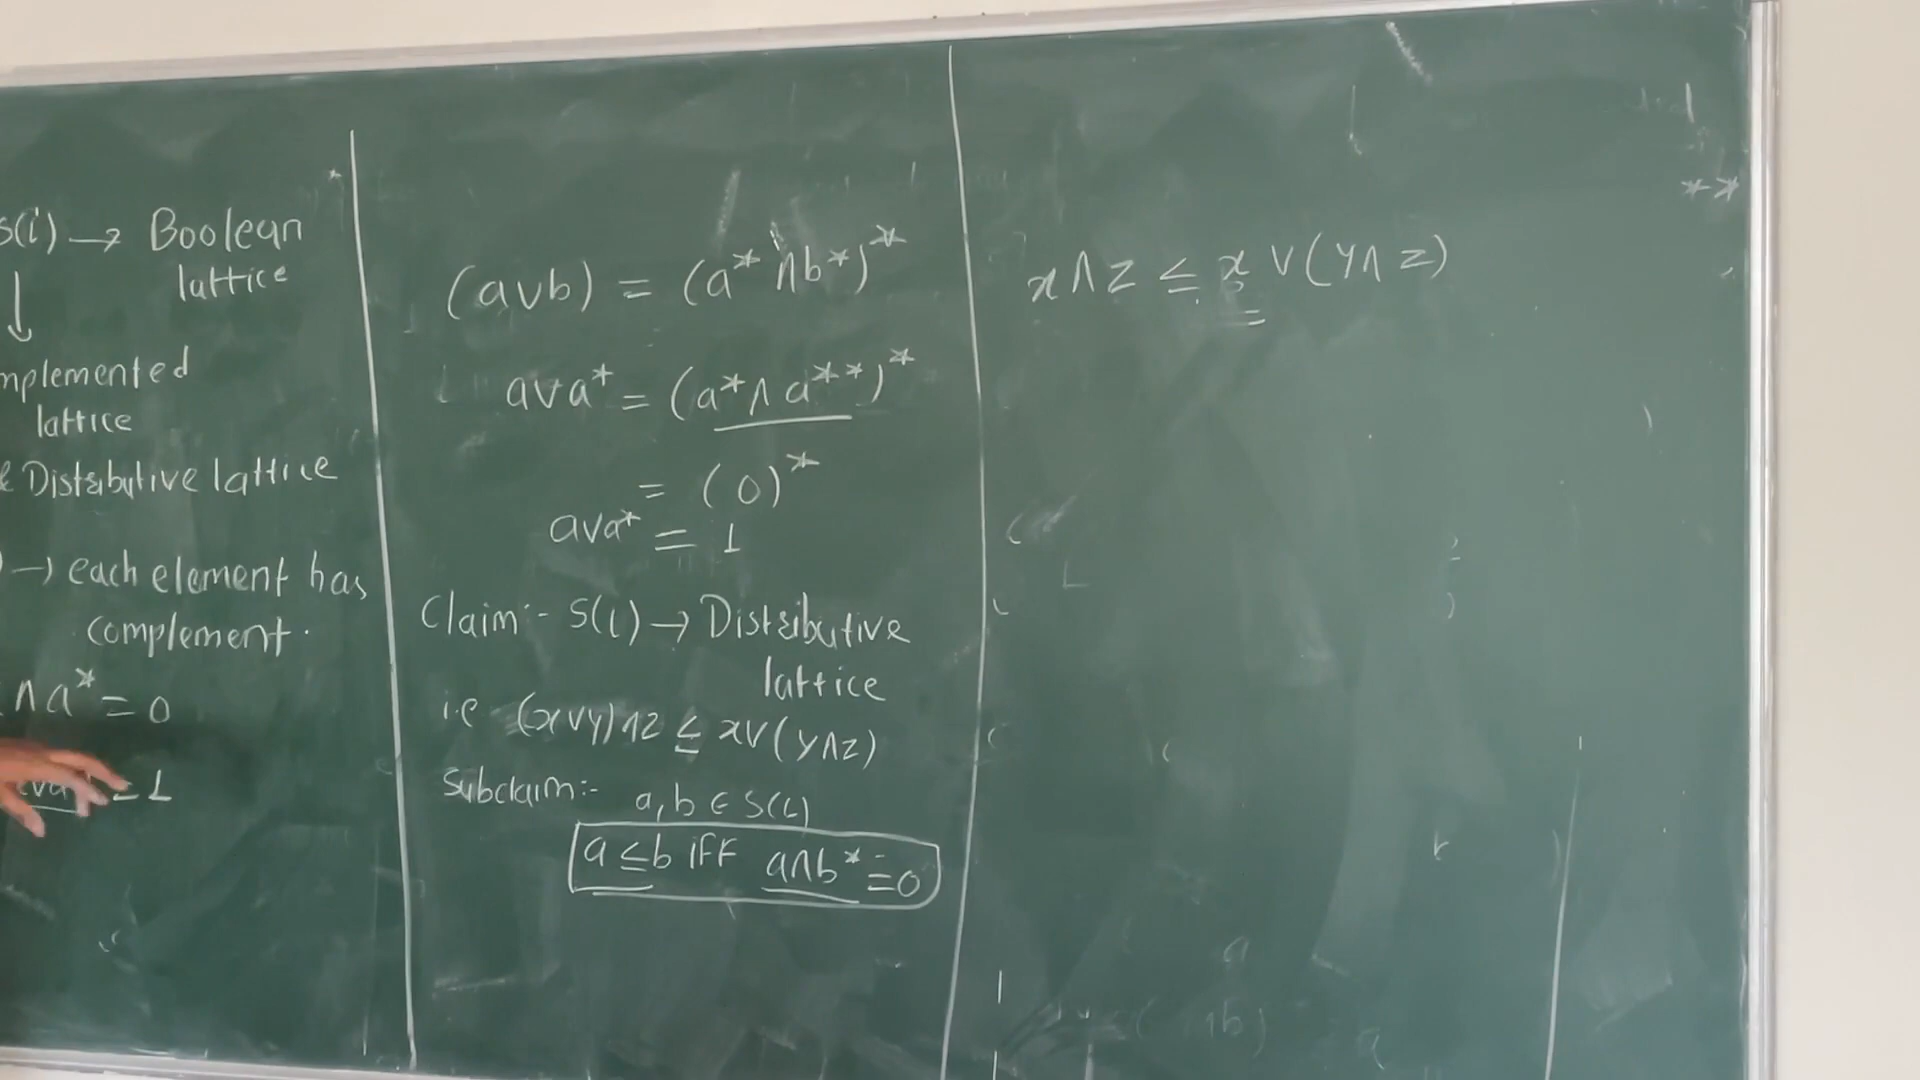 S(L) → Boolean
lattice
↓
mplemented
lattice
& Distributive lattice
) → each element has
complement.
∧ a* = 0
= 1
(a∨b) = (a* ∧ b*)*
a∨a* = (a* ∧ a**)*
= (0)*
a∨a* = 1
Claim:- S(L) → Distributive
lattice
i.e (x∨y)∧z ≤ x∨(y∧z)
Subclaim:- a, b ∈ S(L)
a ≤ b iff a∧b* = 0
x∧z ≤ x ∨ (y∧z)
**